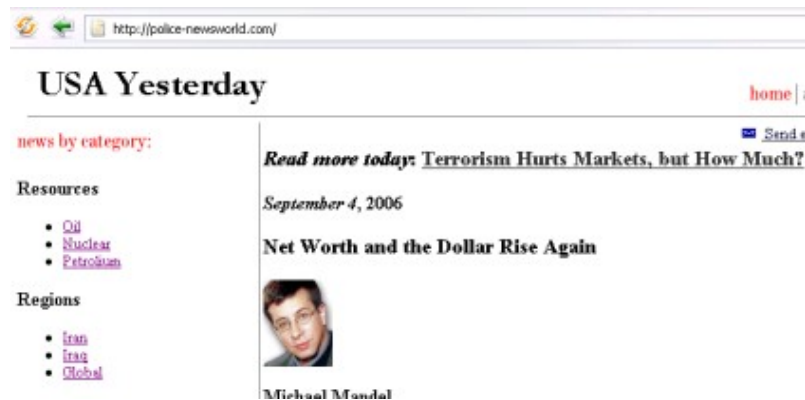 http://police-newsworld.com/
USA Yesterday
home |
Send
news by category:
Read more today: Terrorism Hurts Markets, but How Much?
Resources
September 4, 2006
Oil
Nuclear
Petrolium
Net Worth and the Dollar Rise Again
Regions
Iran
Iraq
Global
Michael Mandel